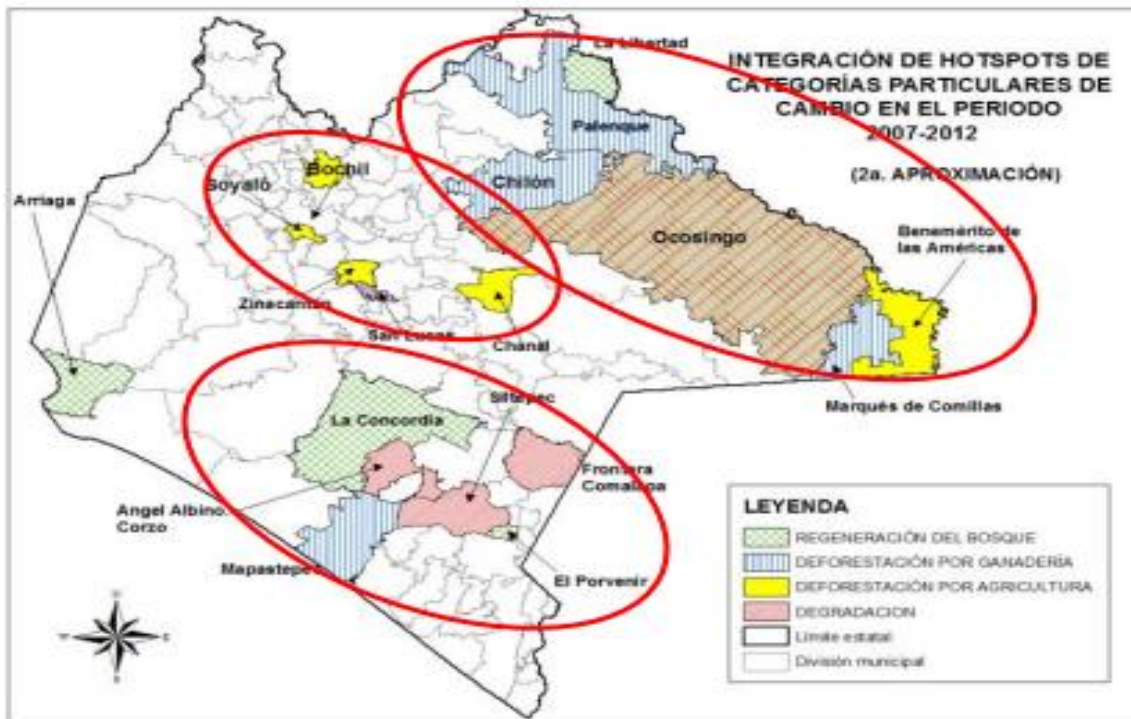 INTEGRACIÓN DE HOTSPOTS DE
CATEGORÍAS PARTICULARES DE
CAMBIO EN EL PERIODO
2007-2012
(2a. APROXIMACIÓN)
La Libertad
Palenque
Bochil
Soyaló
Chilón
Arriaga
Ocosingo
Benemérito de
las Américas
Zinacantán
San Lucas
Chanal
Siltepec
Marqués de Comillas
La Concordia
Frontera
Comalapa
Angel Albino
Corzo
Mapastepec
El Porvenir
LEYENDA
REGENERACIÓN DEL BOSQUE
DEFORESTACIÓN POR GANADERÍA
DEFORESTACIÓN POR AGRICULTURA
DEGRADACION
Límite estatal
División municipal
N
W
E
S